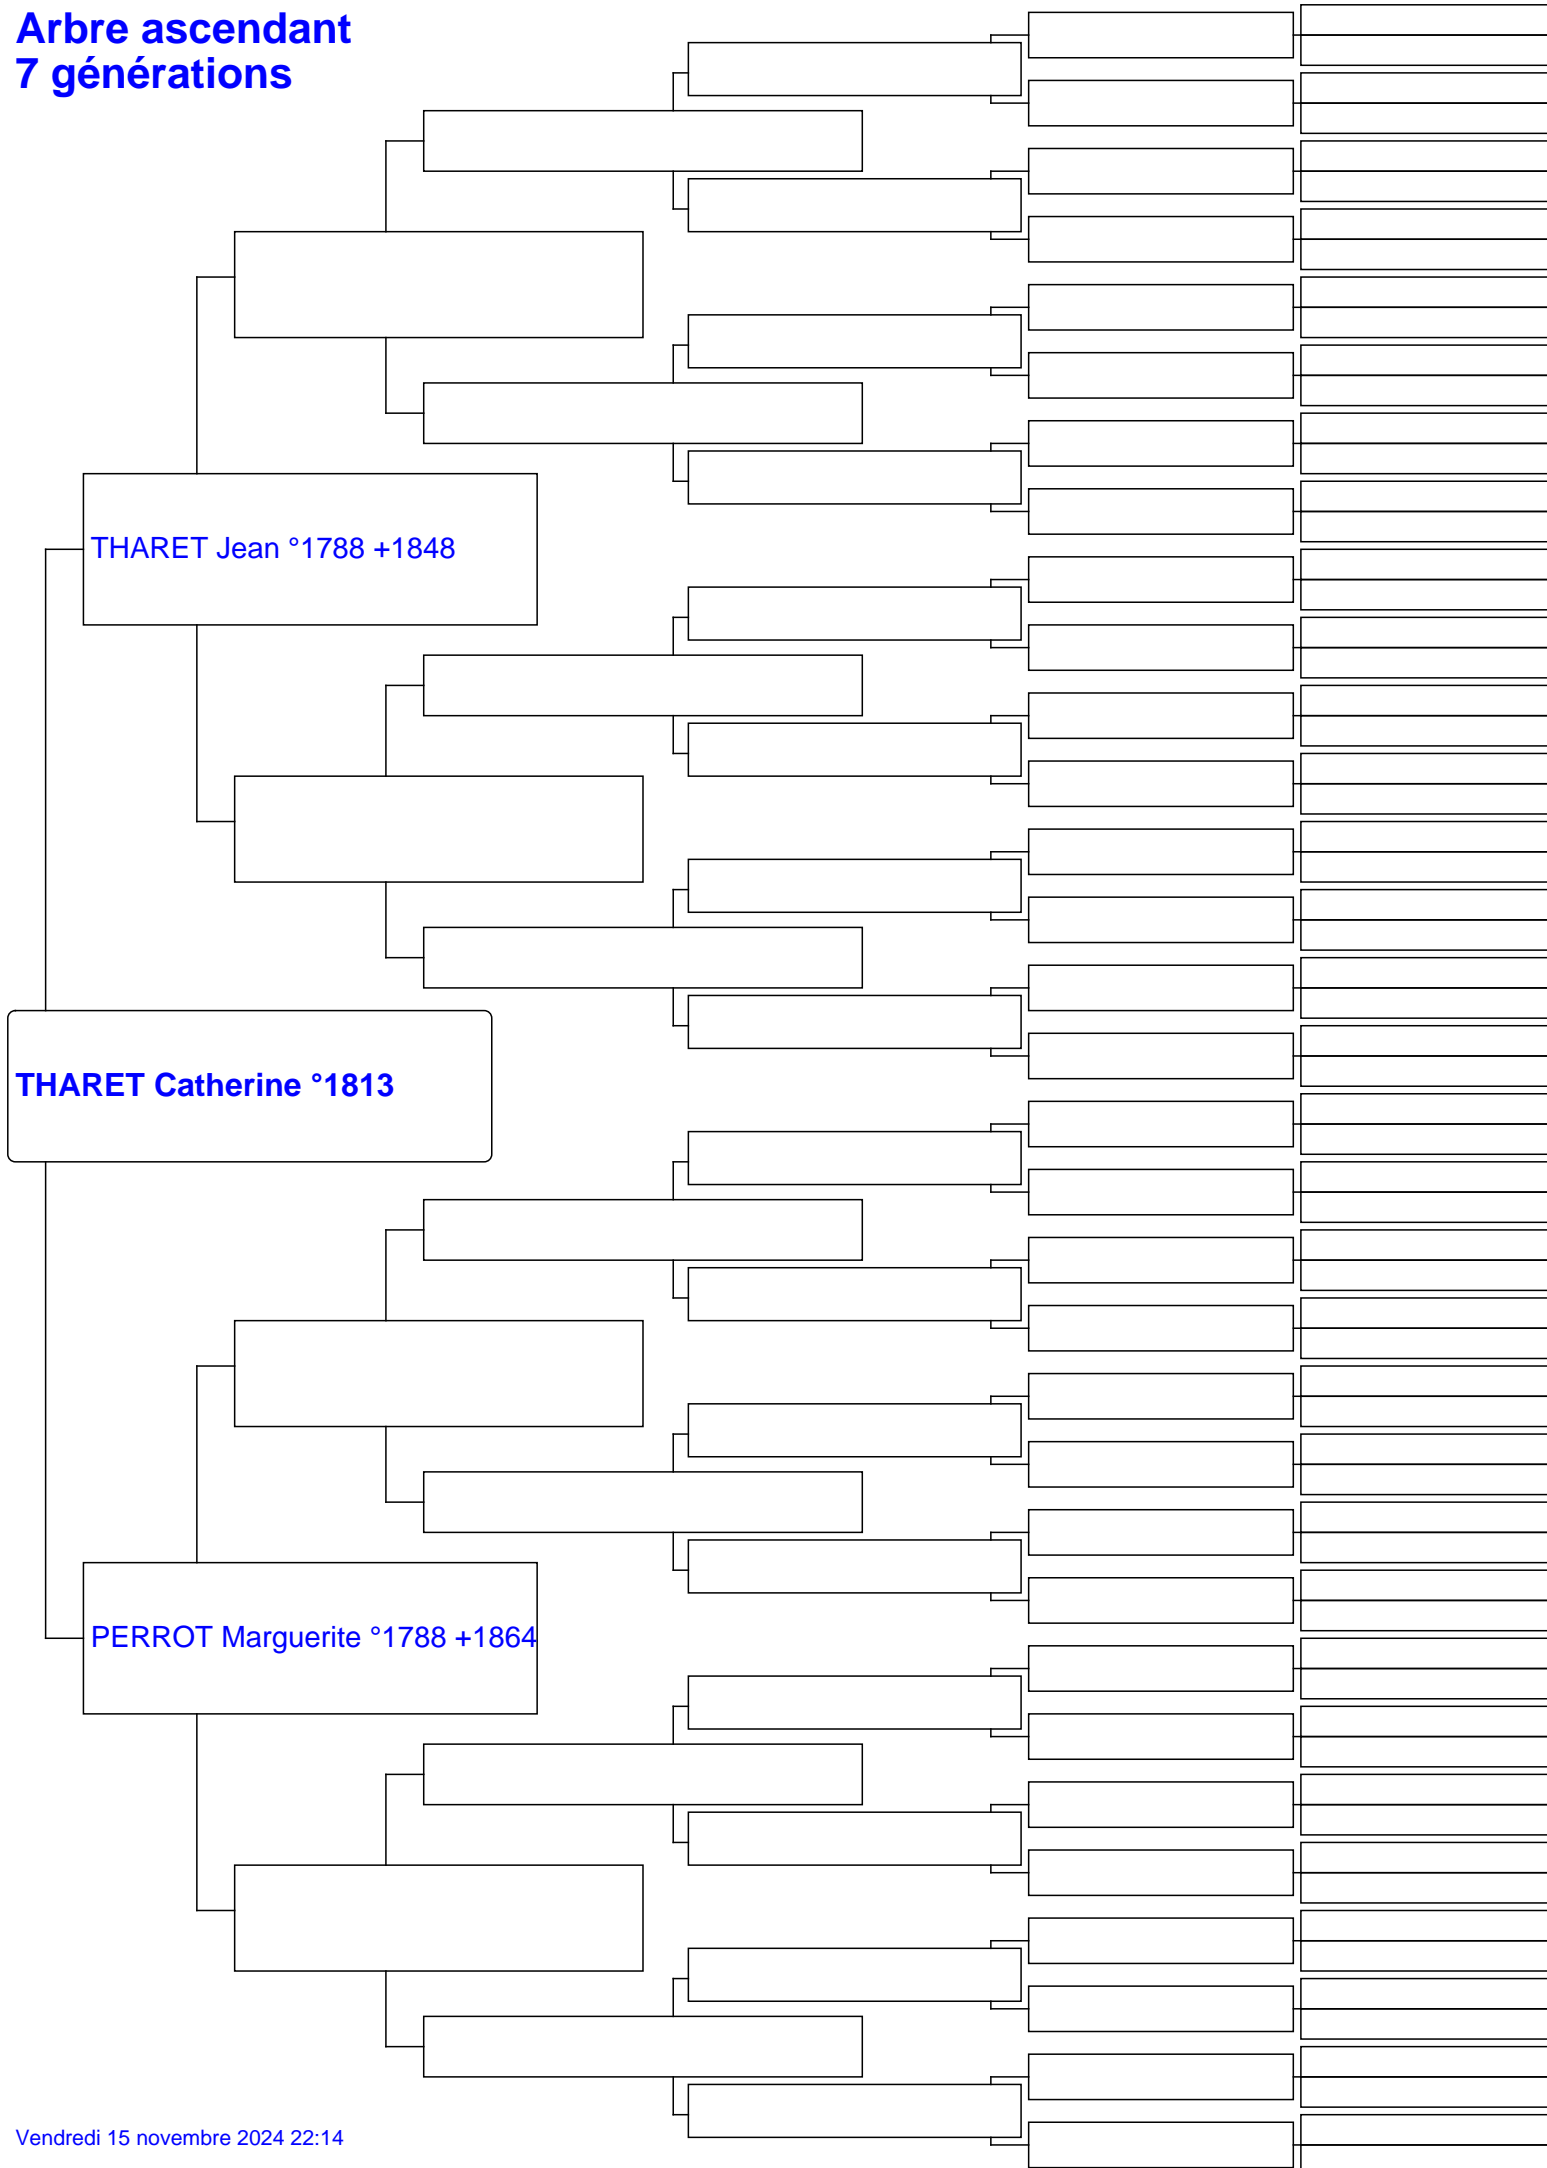 Arbre ascendant
7 générations
THARET Jean °1788 +1848
THARET Catherine °1813
PERROT Marguerite °1788 +1864
Vendredi 15 novembre 2024 22:14